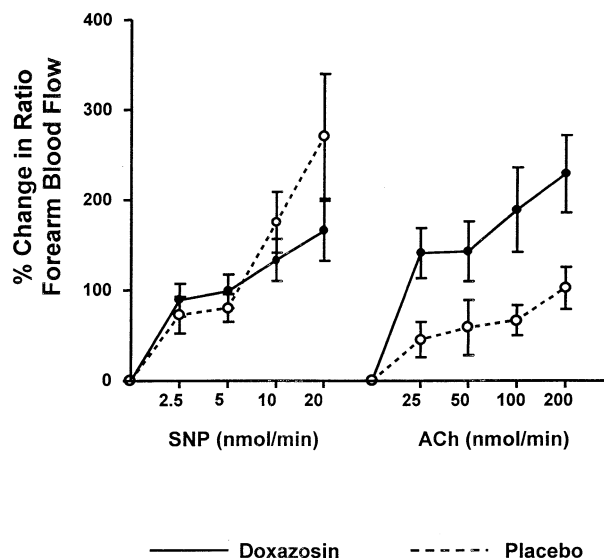 % Change in Ratio
Forearm Blood Flow
400
300
200
100
0
2.5 5 10 20
25 50 100 200
SNP (nmol/min)
ACh (nmol/min)
Doxazosin
Placebo